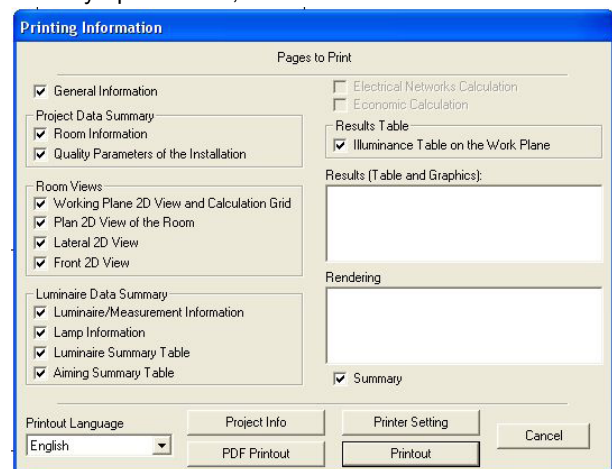 Printing Information
Pages to Print
General Information
Project Data Summary
Room Information
Quality Parameters of the Installation
Room Views
Working Plane 2D View and Calculation Grid
Plan 2D View of the Room
Lateral 2D View
Front 2D View
Luminaire Data Summary
Luminaire/Measurement Information
Lamp Information
Luminaire Summary Table
Aiming Summary Table
Electrical Networks Calculation
Economic Calculation
Results Table
Illuminance Table on the Work Plane
Results (Table and Graphics):
Rendering
Summary
Printout Language
English
Project Info
Printer Setting
PDF Printout
Printout
Cancel